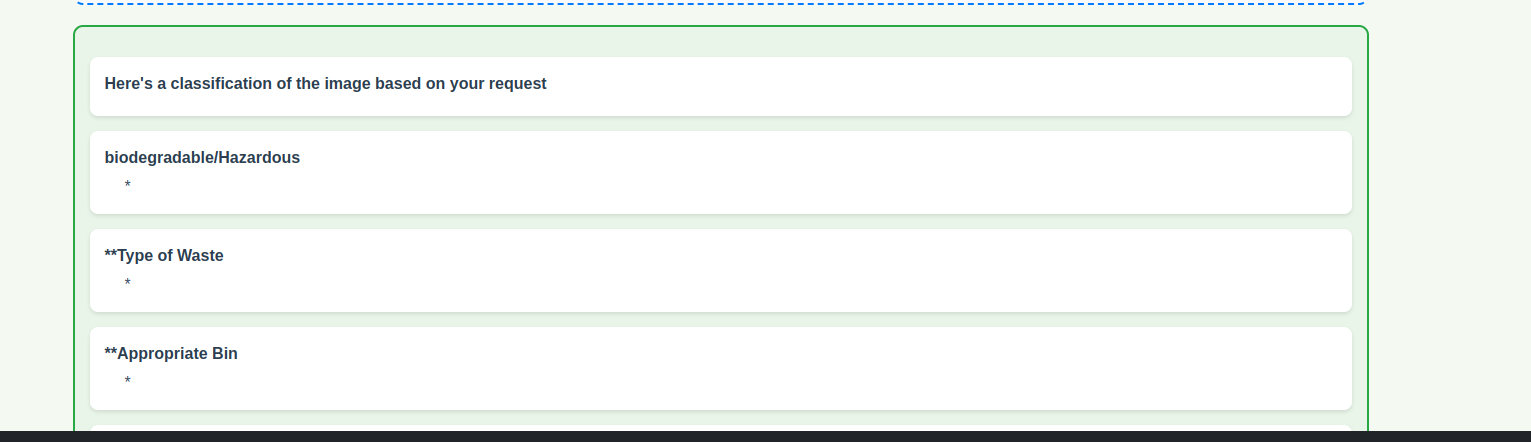 Here's a classification of the image based on your request
biodegradable/Hazardous
*
**Type of Waste
*
**Appropriate Bin
*